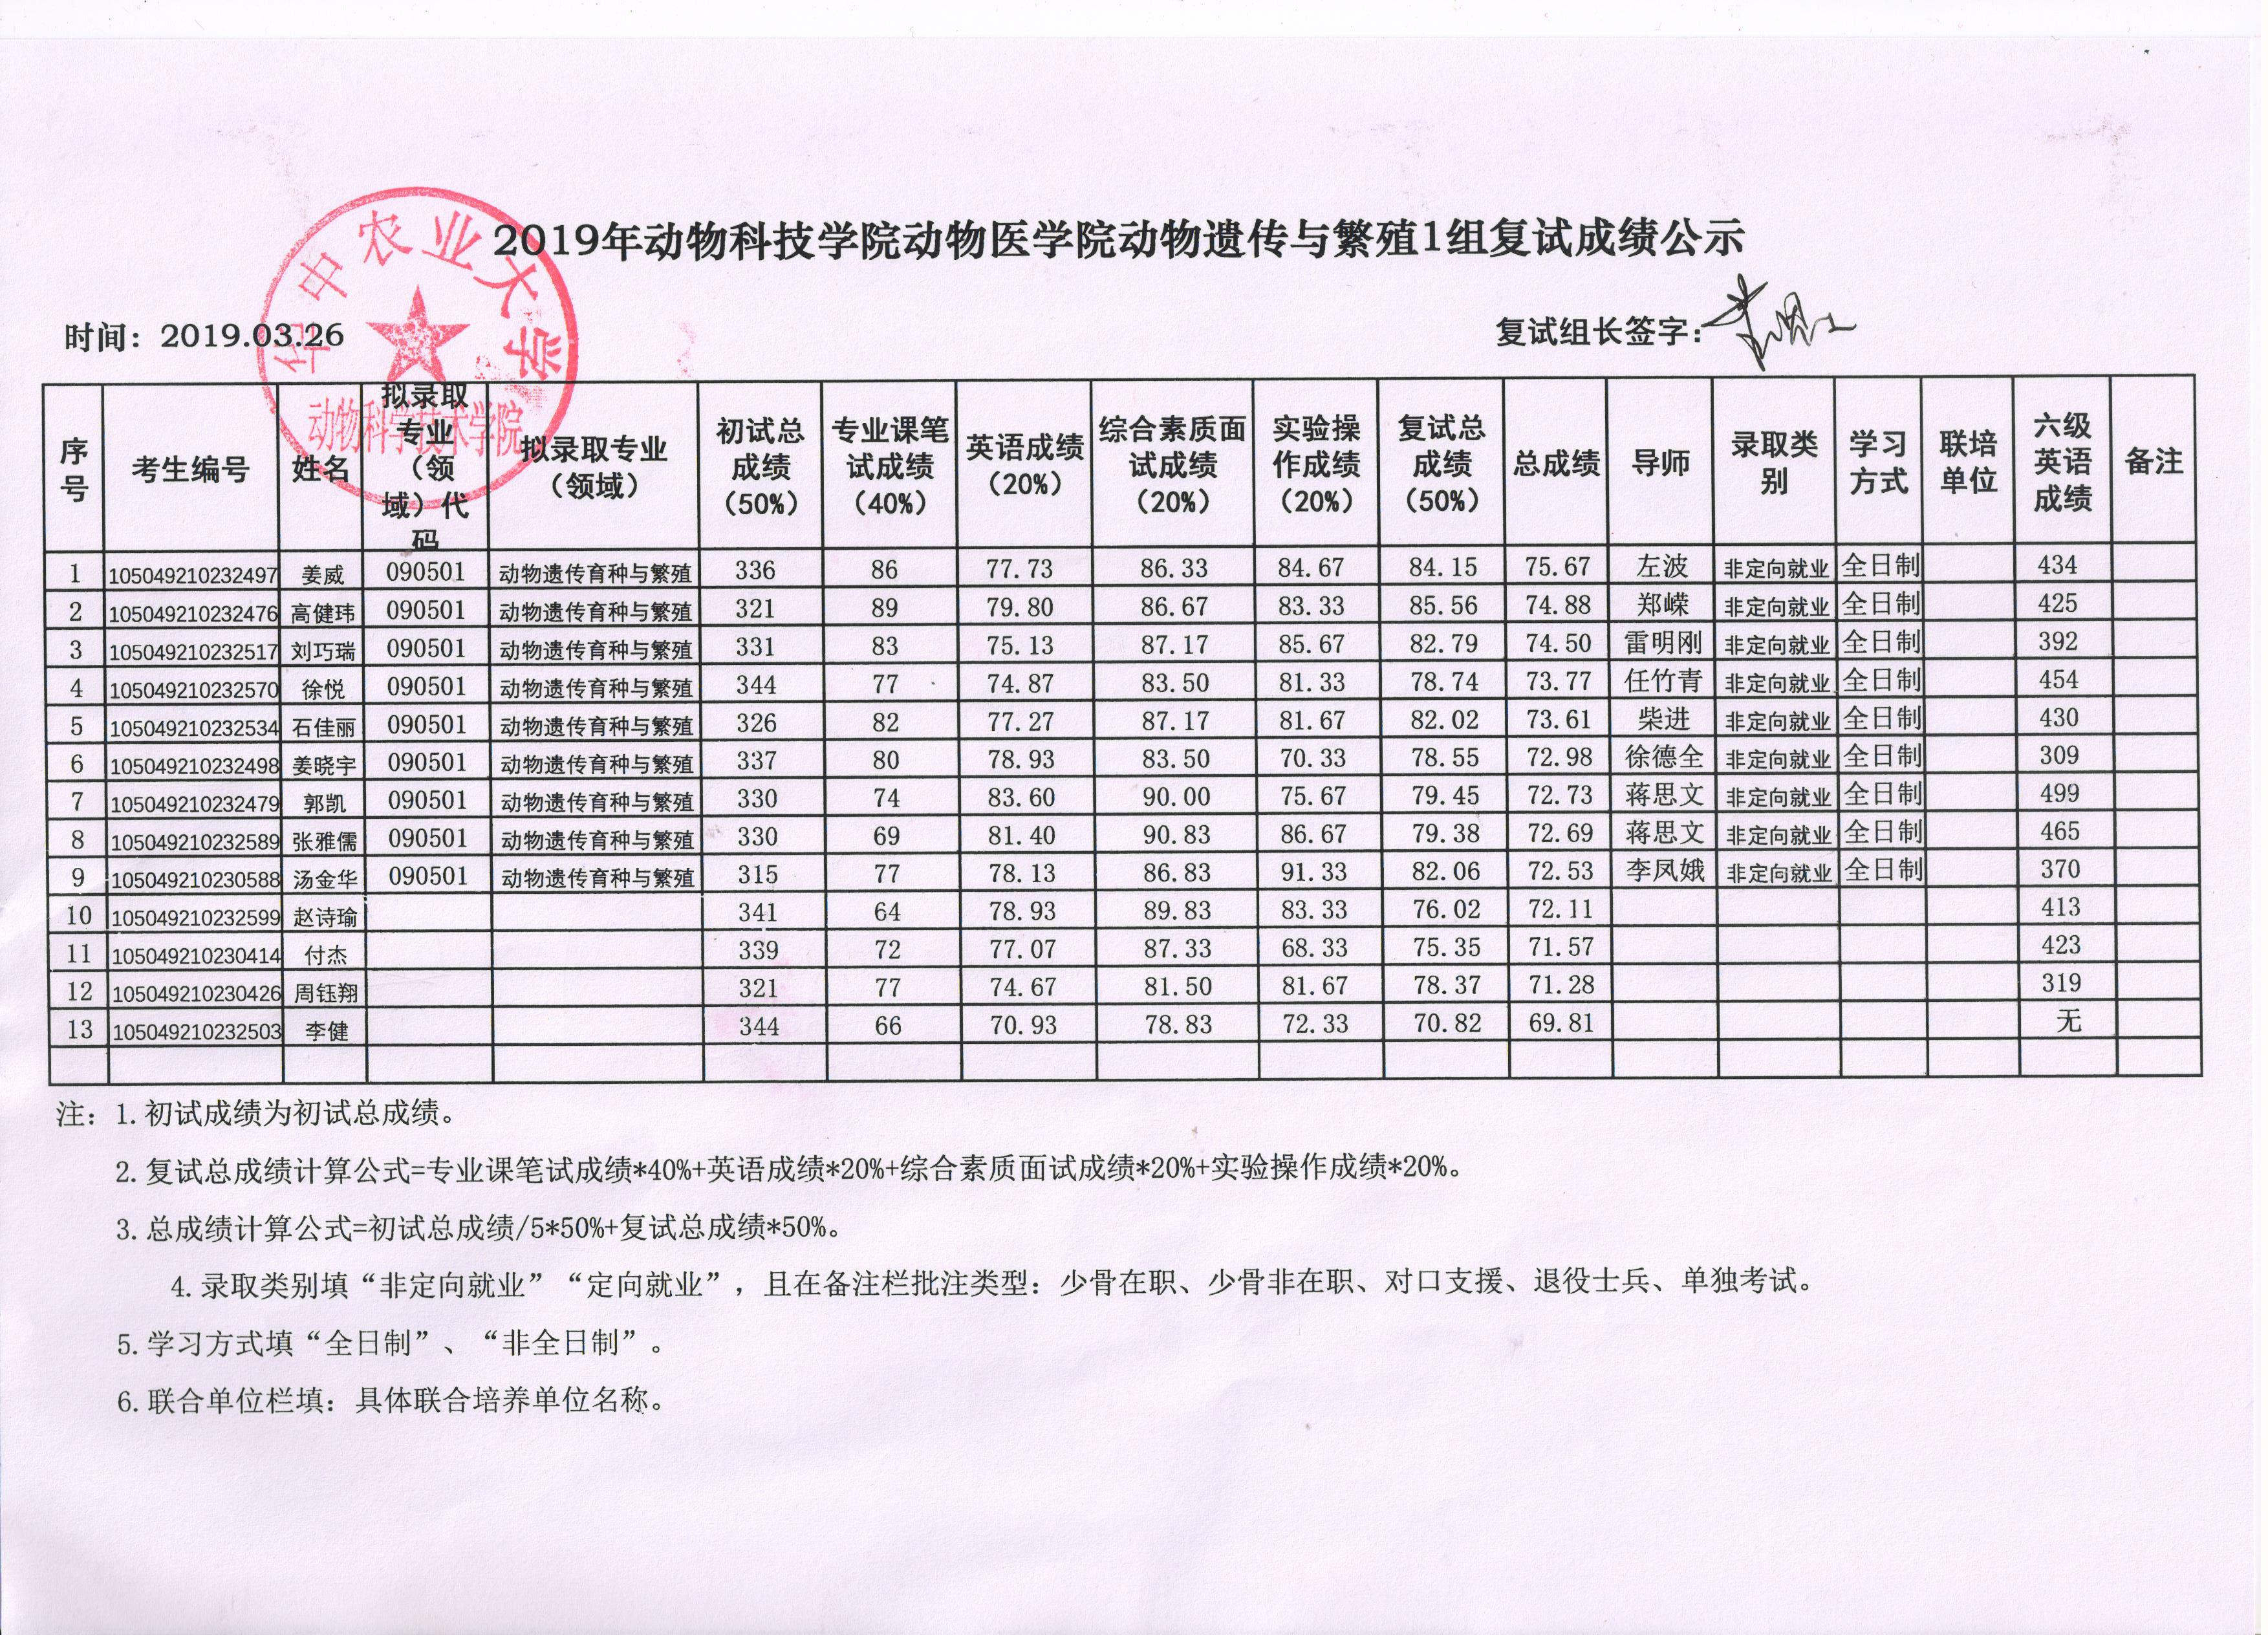 2019年动物科技学院动物医学院动物遗传与繁殖1组复试成绩公示
华中农业大学
动物科学技术学院
时间：2019.03.26 复试组长签字：
序号 考生编号 姓名 拟录取专业（领域）代码 拟录取专业（领域） 初试总成绩（50%） 专业课笔试成绩（40%） 英语成绩（20%） 综合素质面试成绩（20%） 实验操作成绩（20%） 复试总成绩（50%） 总成绩 导师 录取类别 学习方式 联培单位 六级英语成绩 备注
1 105049210232497 姜威 090501 动物遗传育种与繁殖 336 86 77.73 86.33 84.67 84.15 75.67 左波 非定向就业 全日制 434
2 105049210232476 高健玮 090501 动物遗传育种与繁殖 321 89 79.80 86.67 83.33 85.56 74.88 郑嵘 非定向就业 全日制 425
3 105049210232517 刘巧瑞 090501 动物遗传育种与繁殖 331 83 75.13 87.17 85.67 82.79 74.50 雷明刚 非定向就业 全日制 392
4 105049210232570 徐悦 090501 动物遗传育种与繁殖 344 77 74.87 83.50 81.33 78.74 73.77 任竹青 非定向就业 全日制 454
5 105049210232534 石佳丽 090501 动物遗传育种与繁殖 326 82 77.27 87.17 81.67 82.02 73.61 柴进 非定向就业 全日制 430
6 105049210232498 姜晓宇 090501 动物遗传育种与繁殖 337 80 78.93 83.50 70.33 78.55 72.98 徐德全 非定向就业 全日制 309
7 105049210232479 郭凯 090501 动物遗传育种与繁殖 330 74 83.60 90.00 75.67 79.45 72.73 蒋思文 非定向就业 全日制 499
8 105049210232589 张雅儒 090501 动物遗传育种与繁殖 330 69 81.40 90.83 86.67 79.38 72.69 蒋思文 非定向就业 全日制 465
9 105049210230588 汤金华 090501 动物遗传育种与繁殖 315 77 78.13 86.83 91.33 82.06 72.53 李凤娥 非定向就业 全日制 370
10 105049210232599 赵诗瑜 341 64 78.93 89.83 83.33 76.02 72.11 413
11 105049210230414 付杰 339 72 77.07 87.33 68.33 75.35 71.57 423
12 105049210230426 周钰翔 321 77 74.67 81.50 81.67 78.37 71.28 319
13 105049210232503 李健 344 66 70.93 78.83 72.33 70.82 69.81 无
注：1.初试成绩为初试总成绩。
2.复试总成绩计算公式=专业课笔试成绩*40%+英语成绩*20%+综合素质面试成绩*20%+实验操作成绩*20%。
3.总成绩计算公式=初试总成绩/5*50%+复试总成绩*50%。
4.录取类别填“非定向就业”“定向就业”，且在备注栏批注类型：少骨在职、少骨非在职、对口支援、退役士兵、单独考试。
5.学习方式填“全日制”、“非全日制”。
6.联合单位栏填：具体联合培养单位名称。